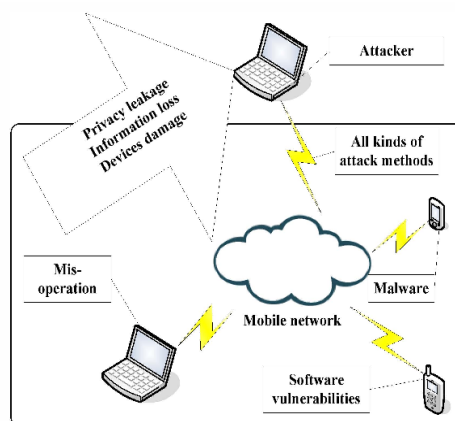 Attacker
Privacy leakage
Information loss
Devices damage
All kinds of
attack methods
Mis-
operation
Malware
Mobile network
Software
vulnerabilities